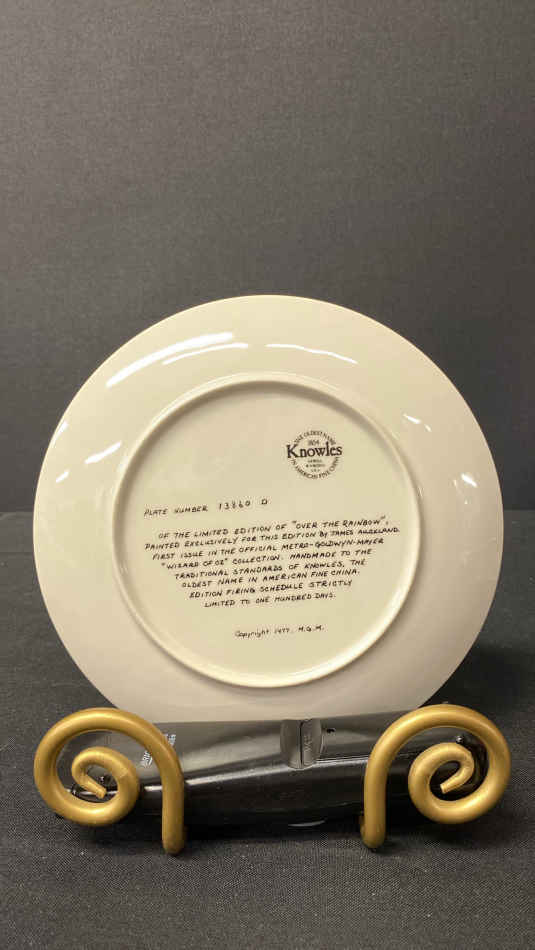 THE OLDEST NAME
1854
Knowles
IN AMERICAN FINE CHINA
PLATE NUMBER 13860 D
OF THE LIMITED EDITION OF "OVER THE RAINBOW",
PAINTED EXCLUSIVELY FOR THIS EDITION BY JAMES AUCKLAND.
FIRST ISSUE IN THE OFFICIAL METRO-GOLDWYN-MAYER
"WIZARD OF OZ" COLLECTION. HANDMADE TO THE
TRADITIONAL STANDARDS OF KNOWLES, THE
OLDEST NAME IN AMERICAN FINE CHINA.
EDITION FIRING SCHEDULE STRICTLY
LIMITED TO ONE HUNDRED DAYS.
Copyright 1977, M.G.M.